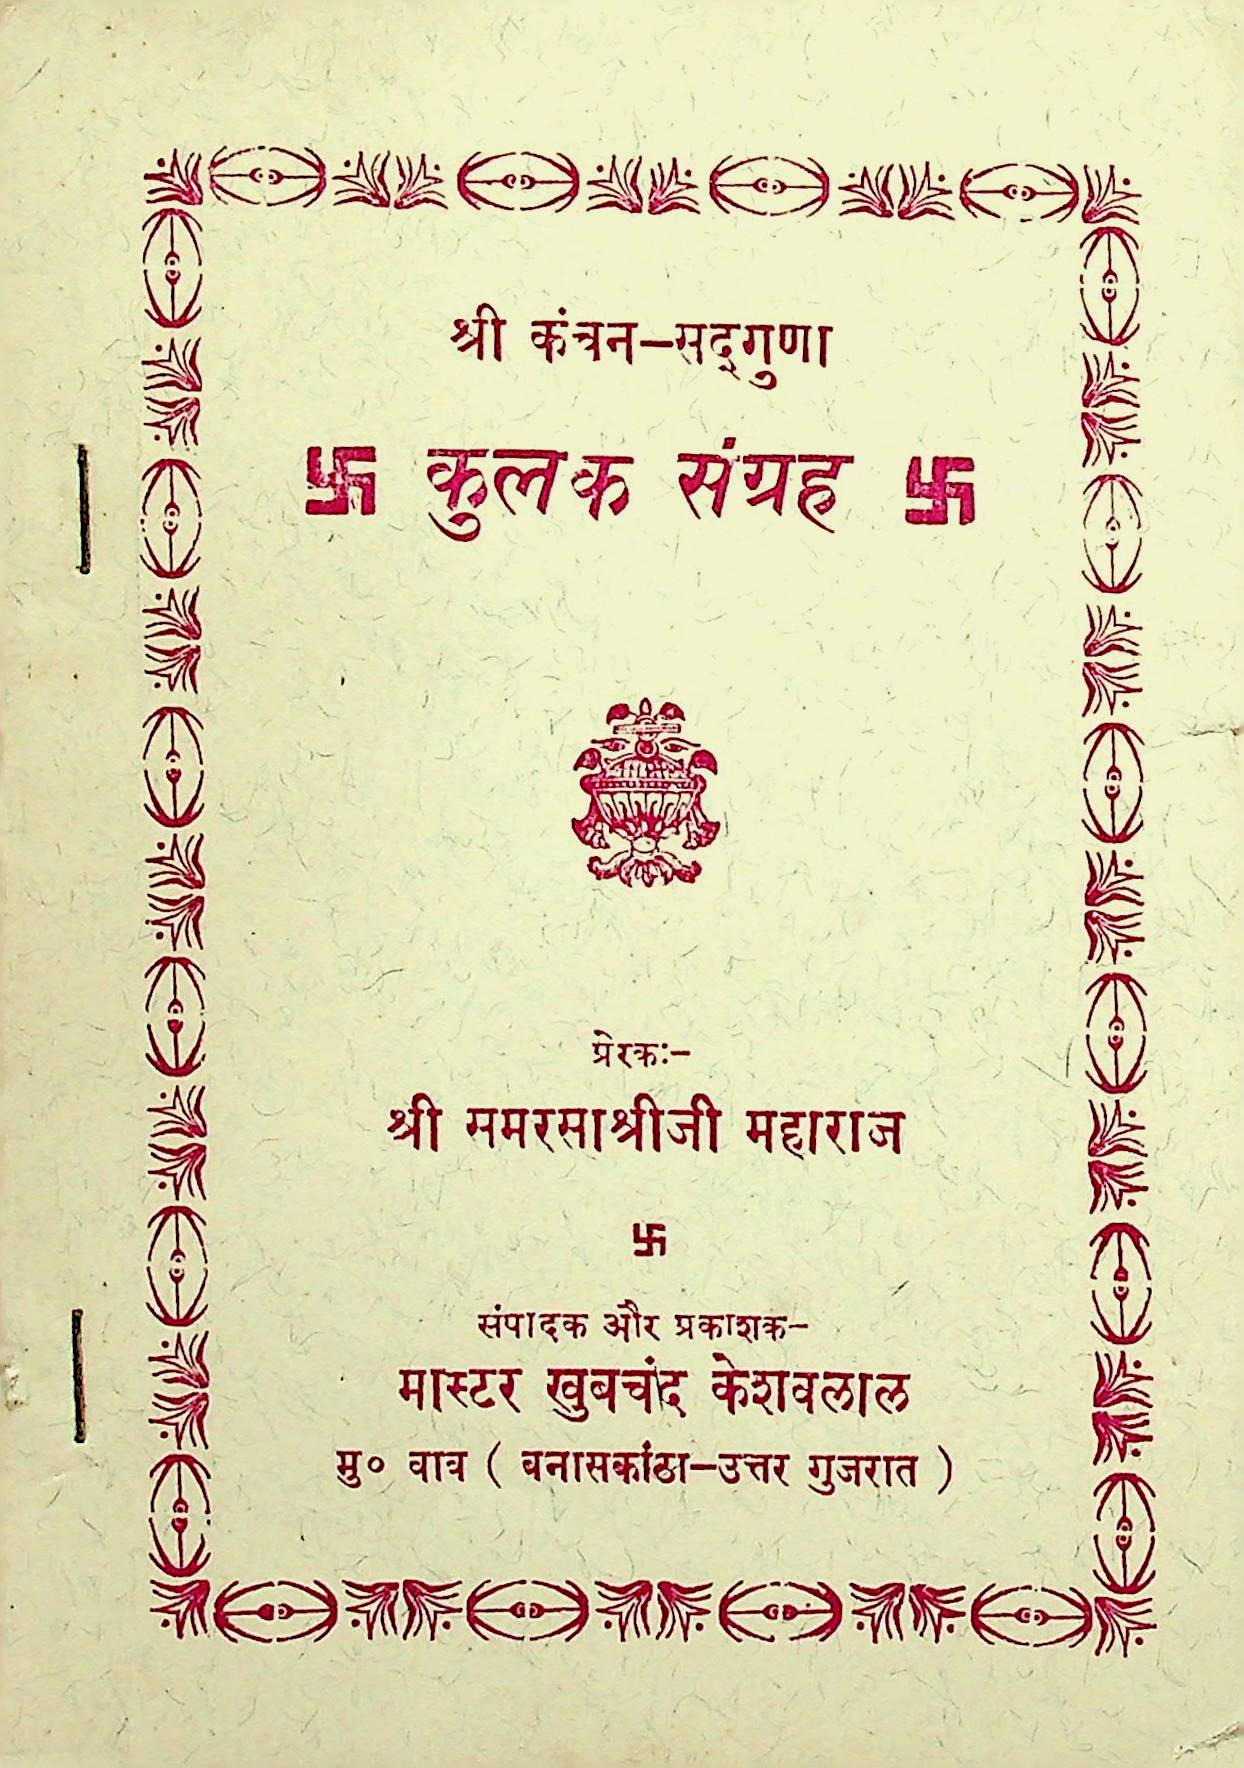 श्री कंचन-सद्‌गुणा
卐 कुलक संग्रह 卐
प्रेरकः-
श्री समरसाश्रीजी महाराज
卐
संपादक और प्रकाशक-
मास्टर खुबचंद केशवलाल
मु० वाव ( बनासकांठा-उत्तर गुजरात )